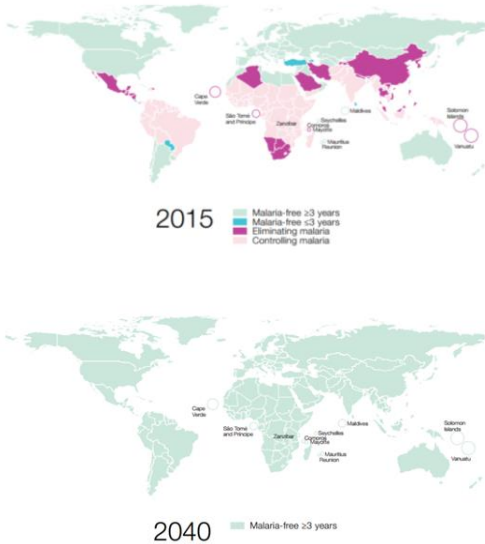 Cape
Verde
São Tomé
and Príncipe
Zanzibar
Seychelles
Comoros
Mayotte
Maldives
Mauritius
Reunion
Solomon
Islands
Vanuatu
2015
Malaria-free ≥3 years
Malaria-free ≤3 years
Eliminating malaria
Controlling malaria
Cape
Verde
São Tomé
and Príncipe
Zanzibar
Seychelles
Comoros
Mayotte
Maldives
Mauritius
Reunion
Solomon
Islands
Vanuatu
2040
Malaria-free ≥3 years